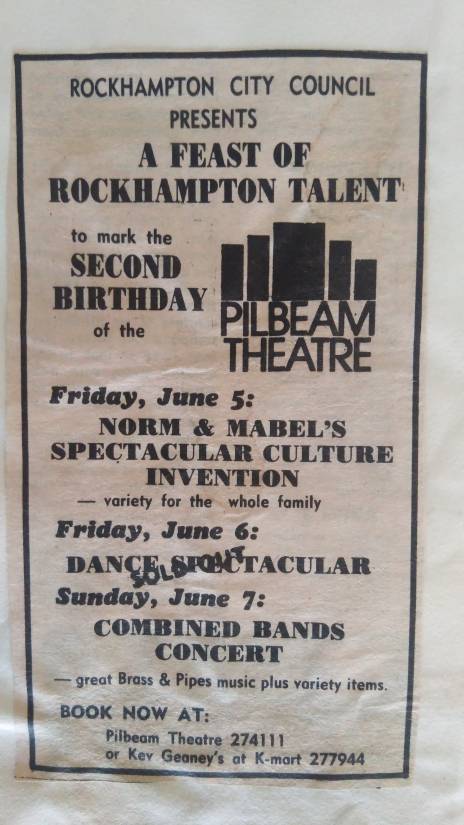 ROCKHAMPTON CITY COUNCIL
PRESENTS
A FEAST OF
ROCKHAMPTON TALENT
to mark the
SECOND
BIRTHDAY
of the
PILBEAM
THEATRE
Friday, June 5:
NORM & MABEL'S
SPECTACULAR CULTURE
INVENTION
— variety for the whole family
Friday, June 6:
DANCE SPECTACULAR
SOLD OUT
Sunday, June 7:
COMBINED BANDS
CONCERT
— great Brass & Pipes music plus variety items.
BOOK NOW AT:
Pilbeam Theatre 274111
or Kev Geaney's at K-mart 277944